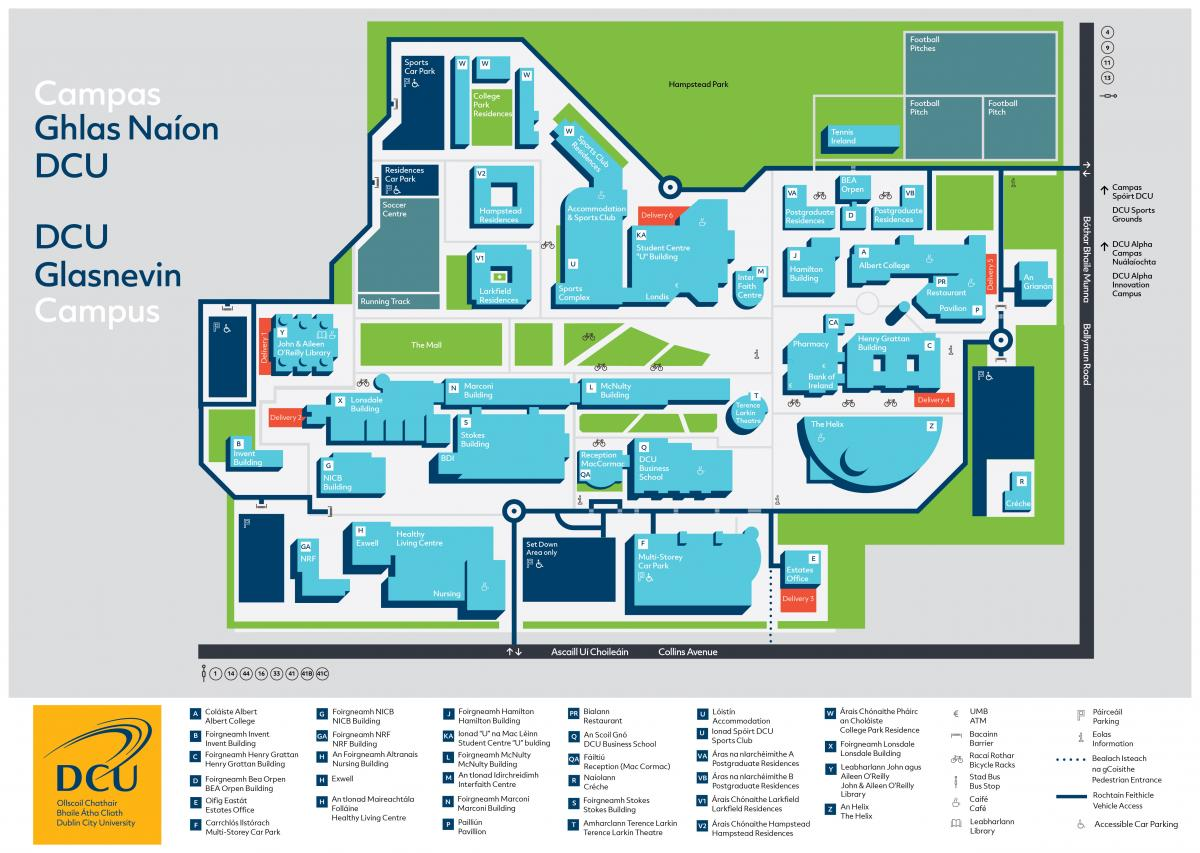 Campas
Ghlas Naíon
DCU
DCU
Glasnevin
Campus
Sports
Car Park
W
W
W
College
Park
Residences
Hampstead Park
Football
Pitches
Football
Pitch
Football
Pitch
Tennis
Ireland
4
9
11
13
W
Sports Club
Residences
Residences
Car Park
Soccer
Centre
Running Track
V2
Hampstead
Residences
V1
Larkfield
Residences
Accommodation
& Sports Club
U
Sports
Complex
Delivery 6
KA
Student Centre
"U" Building
Londis
€
M
Inter
Faith
Centre
VA
Postgraduate
Residences
BEA
Orpen
D
VB
Postgraduate
Residences
J
Hamilton
Building
A
Albert College
PR
Restaurant
Pavilion
P
Delivery 5
An
Grianán
Campas
Spóirt DCU
DCU Sports
Grounds
DCU Alpha
Campas
Nuálaíochta
DCU Alpha
Innovation
Campus
Bóthar Bhaile Munna
Ballymun Road
Delivery 1
Y
John & Aileen
O'Reilly Library
The Mall
CA
Pharmacy
Bank of
Ireland
€
€
Henry Grattan
Building
C
Delivery 4
Delivery 2
X
Lonsdale
Building
N
Marconi
Building
L
McNulty
Building
T
Terence
Larkin
Theatre
S
Stokes
Building
BDI
B
Invent
Building
G
NICB
Building
Reception
MacCormac
QA
Q
DCU
Business
School
The Helix
Z
R
Créche
GA
NRF
H
Exwell
Healthy
Living Centre
Nursing
Set Down
Area only
F
Multi-Storey
Car Park
E
Estates
Office
Delivery 3
Ascaill Uí Choileáin
Collins Avenue
1
14
44
16
33
41
41B
41C
DCU
Ollscoil Chathair
Bhaile Átha Cliath
Dublin City University
A
Coláiste Albert
Albert College
B
Foirgneamh Invent
Invent Building
C
Foirgneamh Henry Grattan
Henry Grattan Building
D
Foirgneamh Bea Orpen
BEA Orpen Building
E
Oifig Eastát
Estates Office
F
Carrchlós Ilstórach
Multi-Storey Car Park
G
Foirgneamh NICB
NICB Building
GA
Foirgneamh NRF
NRF Building
H
An Foirgneamh Altranais
Nursing Building
H
Exwell
H
An tIonad Maireachtála
Folláine
Healthy Living Centre
J
Foirgneamh Hamilton
Hamilton Building
KA
Ionad "U" na Mac Léinn
Student Centre "U" bulding
L
Foirgneamh McNulty
McNulty Building
M
An tIonad Idirchreidimh
Interfaith Centre
N
Foirgneamh Marconi
Marconi Building
P
Pailliún
Pavillion
PR
Bialann
Restaurant
Q
An Scoil Gnó
DCU Business School
QA
Fáiltiú
Reception (Mac Cormac)
R
Naíolann
Créche
S
Foirgneamh Stokes
Stokes Building
T
Amharclann Terence Larkin
Terence Larkin Theatre
U
Lóistín
Accommodation
U
Ionad Spóirt DCU
Sports Club
VA
Áras na nIarchéimithe A
Postgraduate Residences
VB
Áras na nIarchéimithe B
Postgraduate Residences
V1
Árais Chónaithe Larkfield
Larkfield Residences
V2
Árais Chónaithe Hampstead
Hampstead Residences
W
Árais Chónaithe Pháirc
an Choláiste
College Park Residence
X
Foirgneamh Lonsdale
Lonsdale Building
Y
Leabharlann John agus
Aileen O'Reilly
John & Aileen O'Reilly
Library
Z
An Helix
The Helix
€
UMB
ATM
Bacainn
Barrier
Racaí Rothar
Bicycle Racks
Stad Bus
Bus Stop
Caifé
Café
Leabharlann
Library
Páirceáil
Parking
Eolas
Information
Bealach Isteach
na gCoisithe
Pedestrian Entrance
Rochtain Feithicle
Vehicle Access
Accessible Car Parking